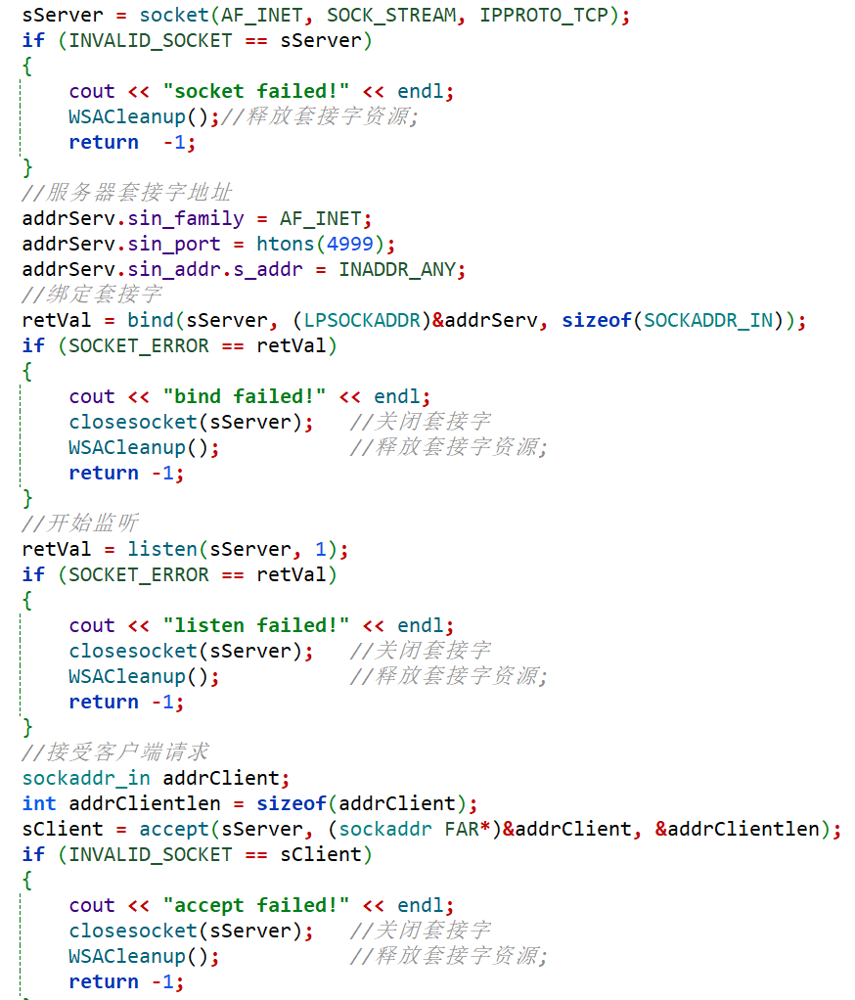 sServer = socket(AF_INET, SOCK_STREAM, IPPROTO_TCP);
if (INVALID_SOCKET == sServer)
{
    cout << "socket failed!" << endl;
    WSACleanup();//释放套接字资源;
    return  -1;
}
//服务器套接字地址
addrServ.sin_family = AF_INET;
addrServ.sin_port = htons(4999);
addrServ.sin_addr.s_addr = INADDR_ANY;
//绑定套接字
retVal = bind(sServer, (LPSOCKADDR)&addrServ, sizeof(SOCKADDR_IN));
if (SOCKET_ERROR == retVal)
{
    cout << "bind failed!" << endl;
    closesocket(sServer);   //关闭套接字
    WSACleanup();           //释放套接字资源;
    return -1;
}
//开始监听
retVal = listen(sServer, 1);
if (SOCKET_ERROR == retVal)
{
    cout << "listen failed!" << endl;
    closesocket(sServer);   //关闭套接字
    WSACleanup();           //释放套接字资源;
    return -1;
}
//接受客户端请求
sockaddr_in addrClient;
int addrClientlen = sizeof(addrClient);
sClient = accept(sServer, (sockaddr FAR*)&addrClient, &addrClientlen);
if (INVALID_SOCKET == sClient)
{
    cout << "accept failed!" << endl;
    closesocket(sServer);   //关闭套接字
    WSACleanup();           //释放套接字资源;
    return -1;